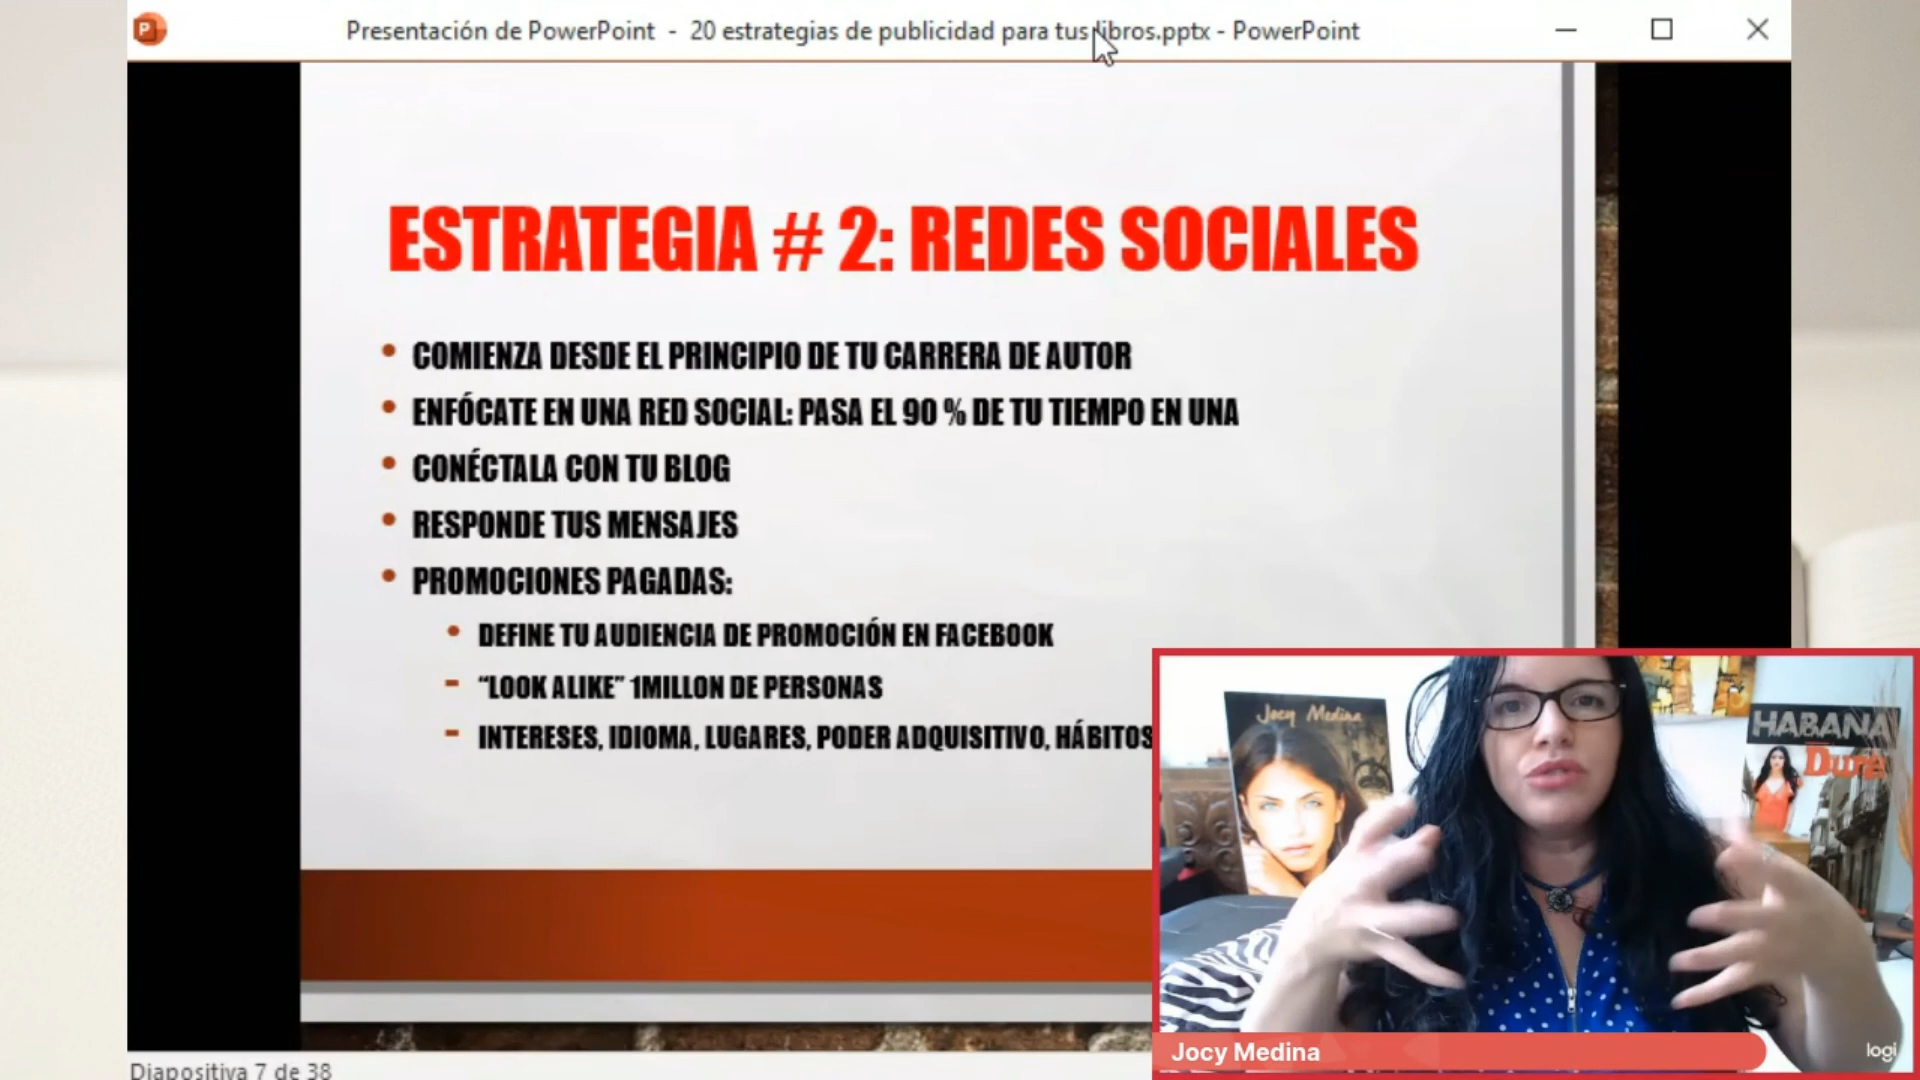 Presentación de PowerPoint - 20 estrategias de publicidad para tus libros.pptx - PowerPoint
ESTRATEGIA # 2: REDES SOCIALES
• COMIENZA DESDE EL PRINCIPIO DE TU CARRERA DE AUTOR
• ENFÓCATE EN UNA RED SOCIAL: PASA EL 90 % DE TU TIEMPO EN UNA
• CONÉCTALA CON TU BLOG
• RESPONDE TUS MENSAJES
• PROMOCIONES PAGADAS:
• DEFINE TU AUDIENCIA DE PROMOCIÓN EN FACEBOOK
- “LOOK ALIKE” 1MILLON DE PERSONAS
- INTERESES, IDIOMA, LUGARES, PODER ADQUISITIVO, HÁBITOS
Jocy Medina
HABANA
Dura
Jocy Medina
logi
Diapositiva 7 de 38